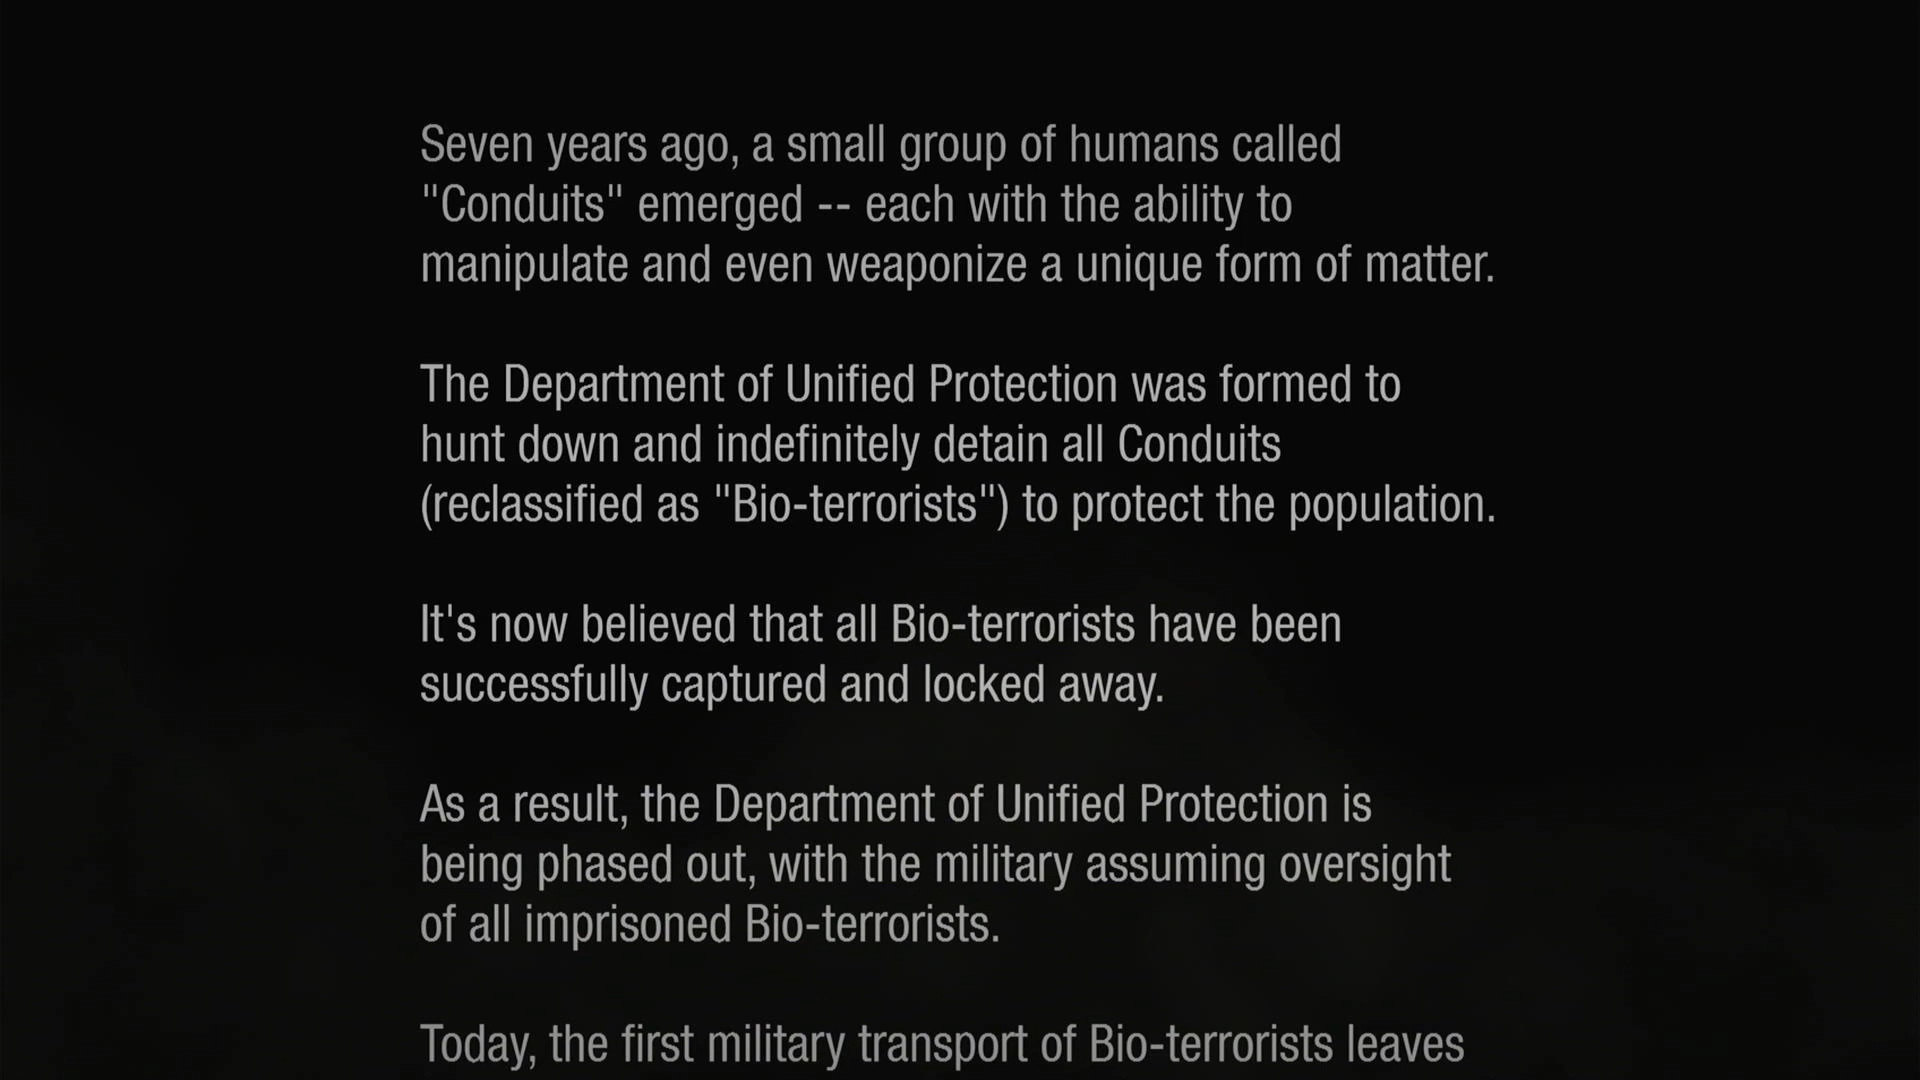 Seven years ago, a small group of humans called
"Conduits" emerged -- each with the ability to
manipulate and even weaponize a unique form of matter.
The Department of Unified Protection was formed to
hunt down and indefinitely detain all Conduits
(reclassified as "Bio-terrorists") to protect the population.
It's now believed that all Bio-terrorists have been
successfully captured and locked away.
As a result, the Department of Unified Protection is
being phased out, with the military assuming oversight
of all imprisoned Bio-terrorists.
Today, the first military transport of Bio-terrorists leaves